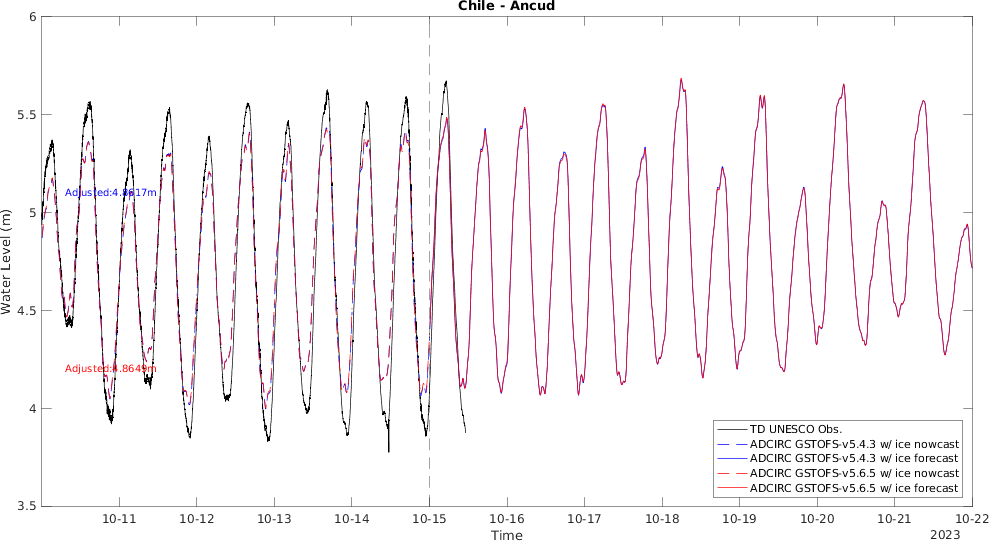 Chile - Ancud
6
5.5
5
4.5
4
3.5
Water Level (m)
Adjusted:4.8617m
Adjusted:4.8649m
TD UNESCO Obs.
ADCIRC GSTOFS-v5.4.3 w/ ice nowcast
ADCIRC GSTOFS-v5.4.3 w/ ice forecast
ADCIRC GSTOFS-v5.6.5 w/ ice nowcast
ADCIRC GSTOFS-v5.6.5 w/ ice forecast
10-11 10-12 10-13 10-14 10-15 10-16 10-17 10-18 10-19 10-20 10-21 10-22
Time
2023